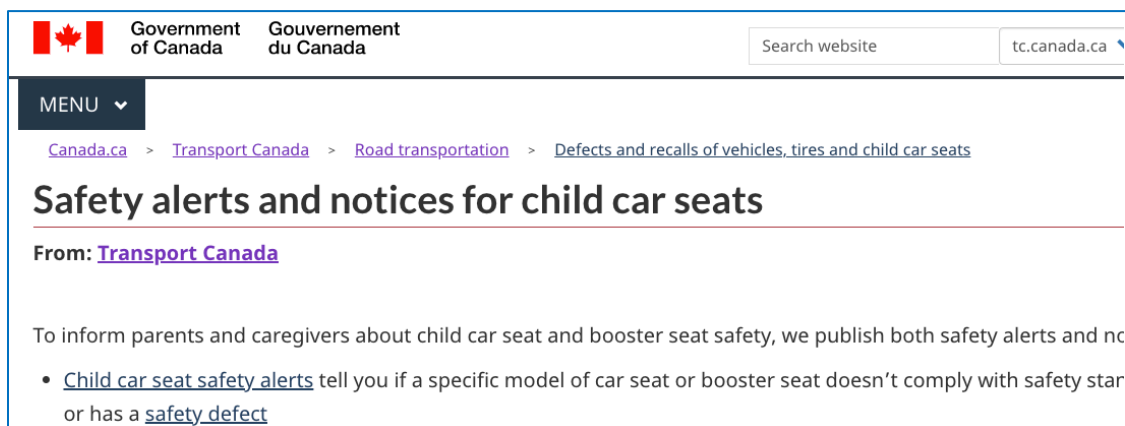 Government Gouvernement
of Canada du Canada
Search website tc.canada.ca
MENU
Canada.ca > Transport Canada > Road transportation > Defects and recalls of vehicles, tires and child car seats
Safety alerts and notices for child car seats
From: Transport Canada
To inform parents and caregivers about child car seat and booster seat safety, we publish both safety alerts and
• Child car seat safety alerts tell you if a specific model of car seat or booster seat doesn’t comply with safety
or has a safety defect